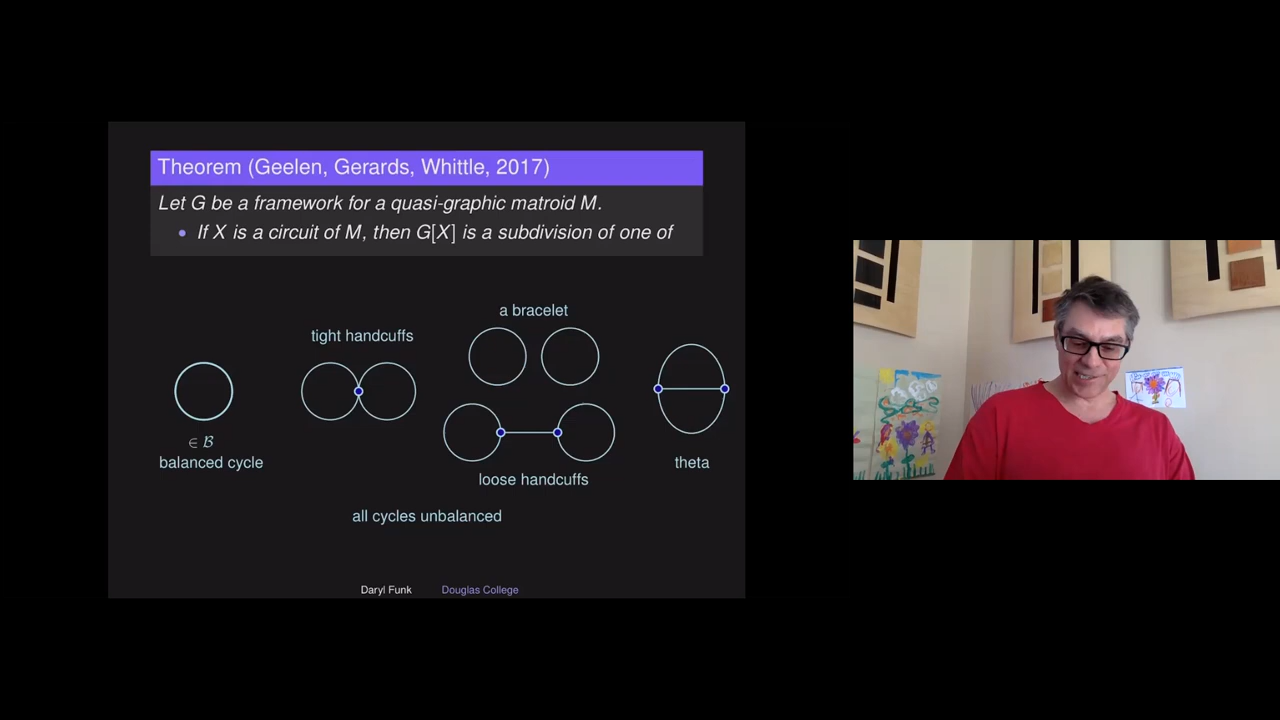 Theorem (Geelen, Gerards, Whittle, 2017)
Let G be a framework for a quasi-graphic matroid M.
• If X is a circuit of M, then G[X] is a subdivision of one of
a bracelet
tight handcuffs
∈ ℬ
balanced cycle
theta
loose handcuffs
all cycles unbalanced
Daryl Funk Douglas College